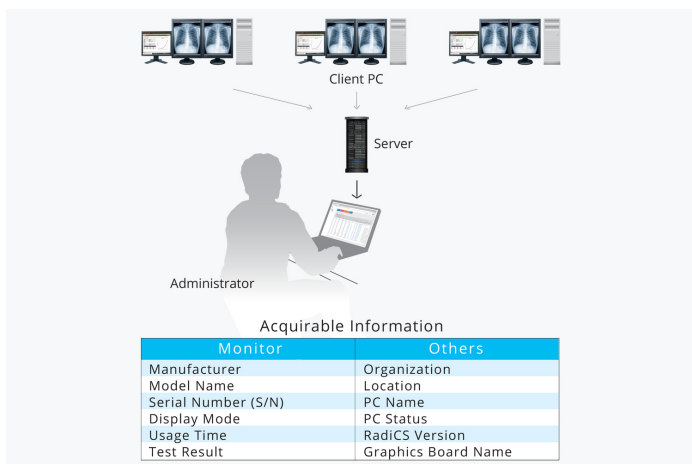 Client PC
Server
Administrator
Acquirable Information
Monitor Others
Manufacturer Organization
Model Name Location
Serial Number (S/N) PC Name
Display Mode PC Status
Usage Time RadiCS Version
Test Result Graphics Board Name